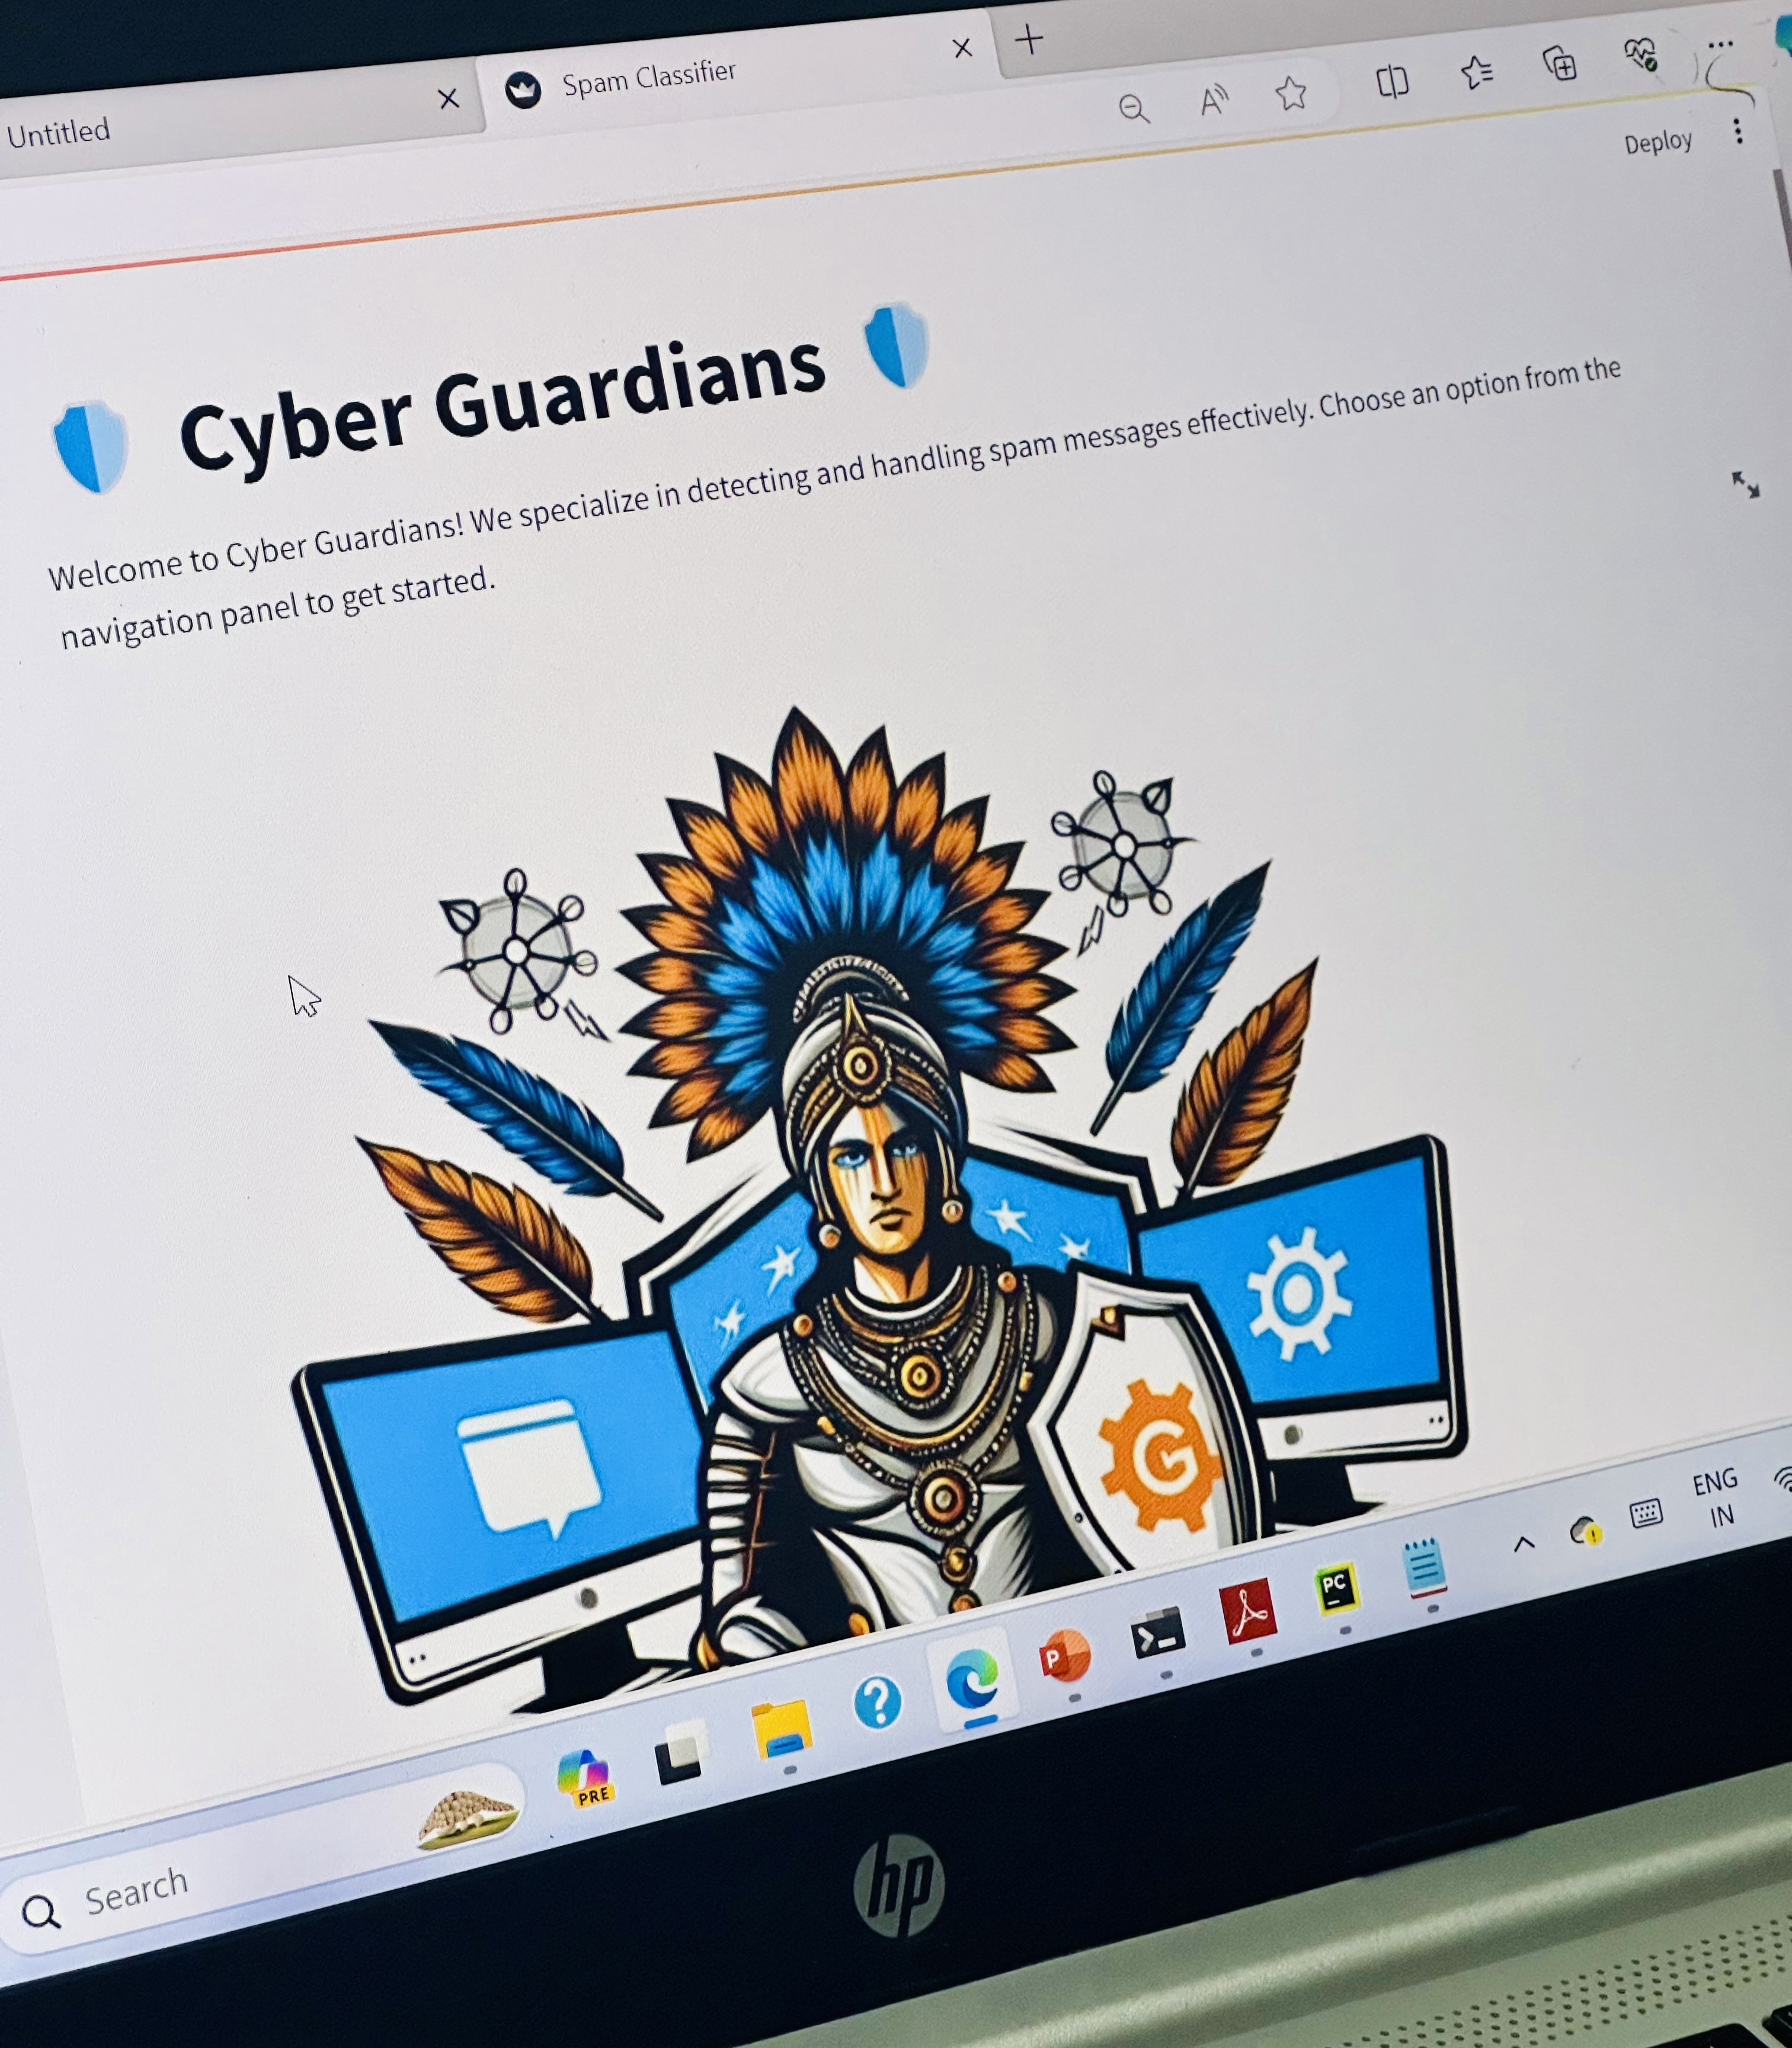 Untitled
Spam Classifier
Deploy
Cyber Guardians
Welcome to Cyber Guardians! We specialize in detecting and handling spam messages effectively. Choose an option from the
navigation panel to get started.
G
ENG
IN
PC
P
PRE
Search
hp